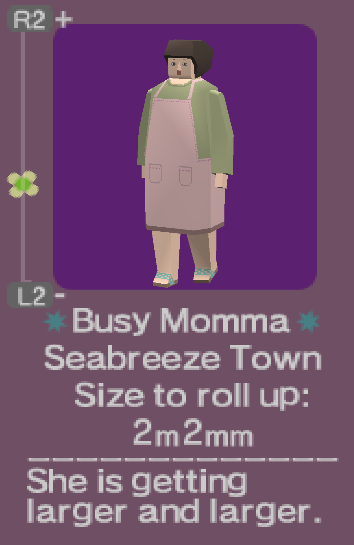 R2 +
L2 -
Busy Momma
Seabreeze Town
Size to roll up:
2m2mm
She is getting
larger and larger.